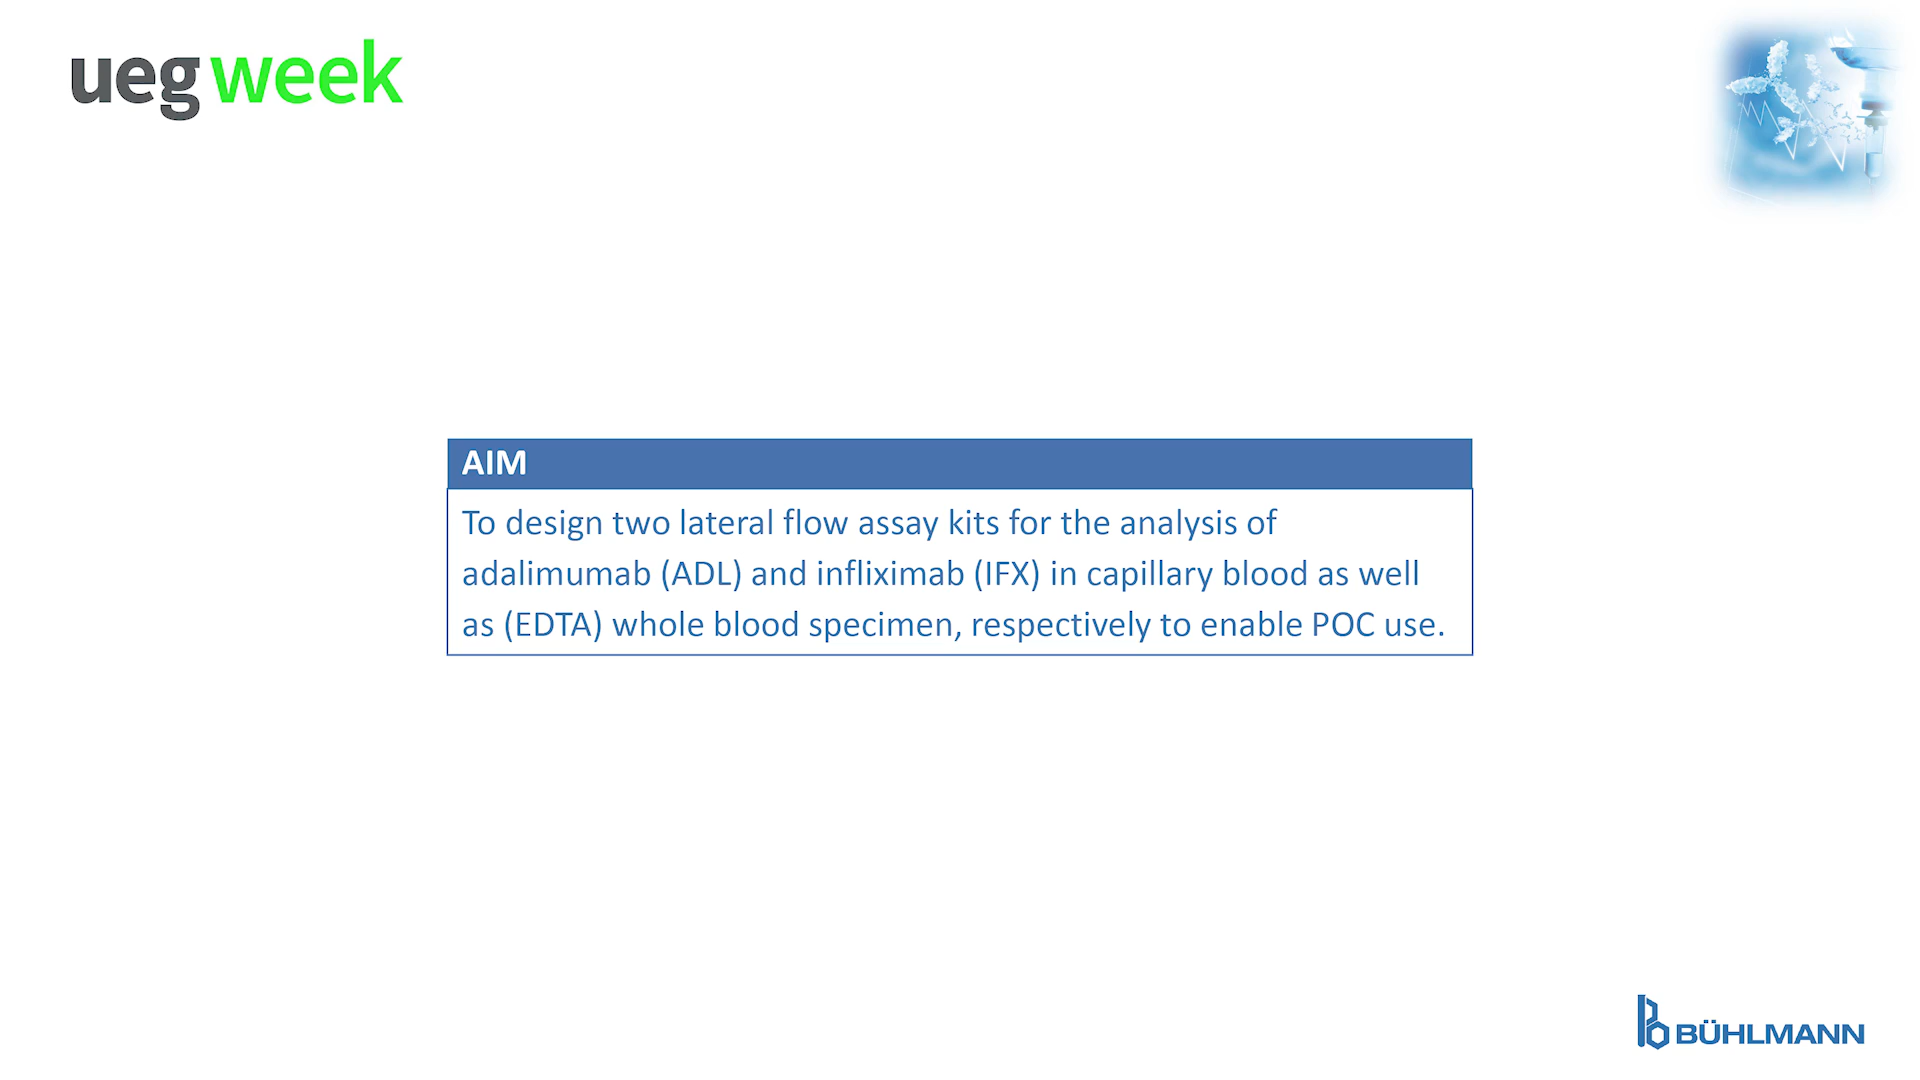 ueg week
AIM
To design two lateral flow assay kits for the analysis of
adalimumab (ADL) and infliximab (IFX) in capillary blood as well
as (EDTA) whole blood specimen, respectively to enable POC use.
BÜHLMANN